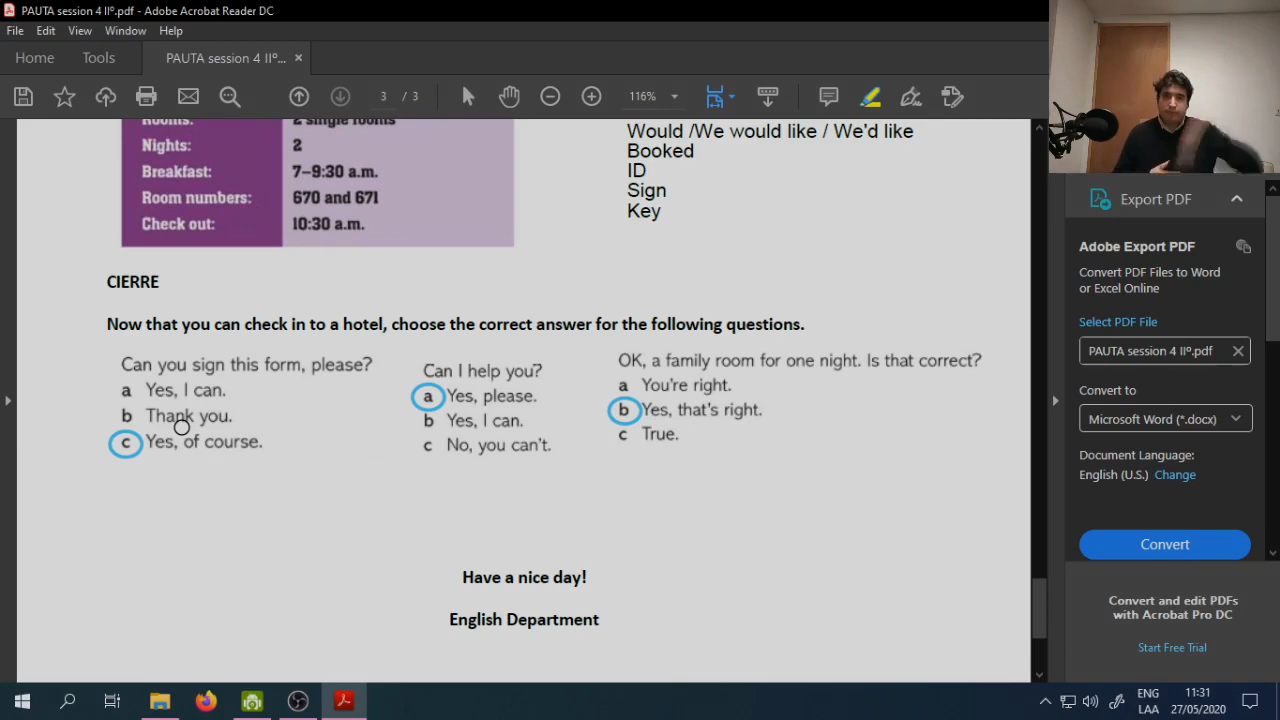 PAUTA session 4 IIº.pdf - Adobe Acrobat Reader DC
File Edit View Window Help
Home Tools PAUTA session 4 IIº... ×
3 / 3 116%
Rooms: 2 single rooms
Nights: 2
Breakfast: 7–9:30 a.m.
Room numbers: 670 and 671
Check out: 10:30 a.m.
Would /We would like / We'd like
Booked
ID
Sign
Key
CIERRE
Now that you can check in to a hotel, choose the correct answer for the following questions.
Can you sign this form, please?
a Yes, I can.
b Thank you.
c Yes, of course.
Can I help you?
a Yes, please.
b Yes, I can.
c No, you can't.
OK, a family room for one night. Is that correct?
a You're right.
b Yes, that's right.
c True.
Have a nice day!
English Department
Export PDF
Adobe Export PDF
Convert PDF Files to Word
or Excel Online
Select PDF File
PAUTA session 4 IIº.pdf
Convert to
Microsoft Word (*.docx)
Document Language:
English (U.S.) Change
Convert
Convert and edit PDFs
with Acrobat Pro DC
Start Free Trial
ENG 11:31
LAA 27/05/2020